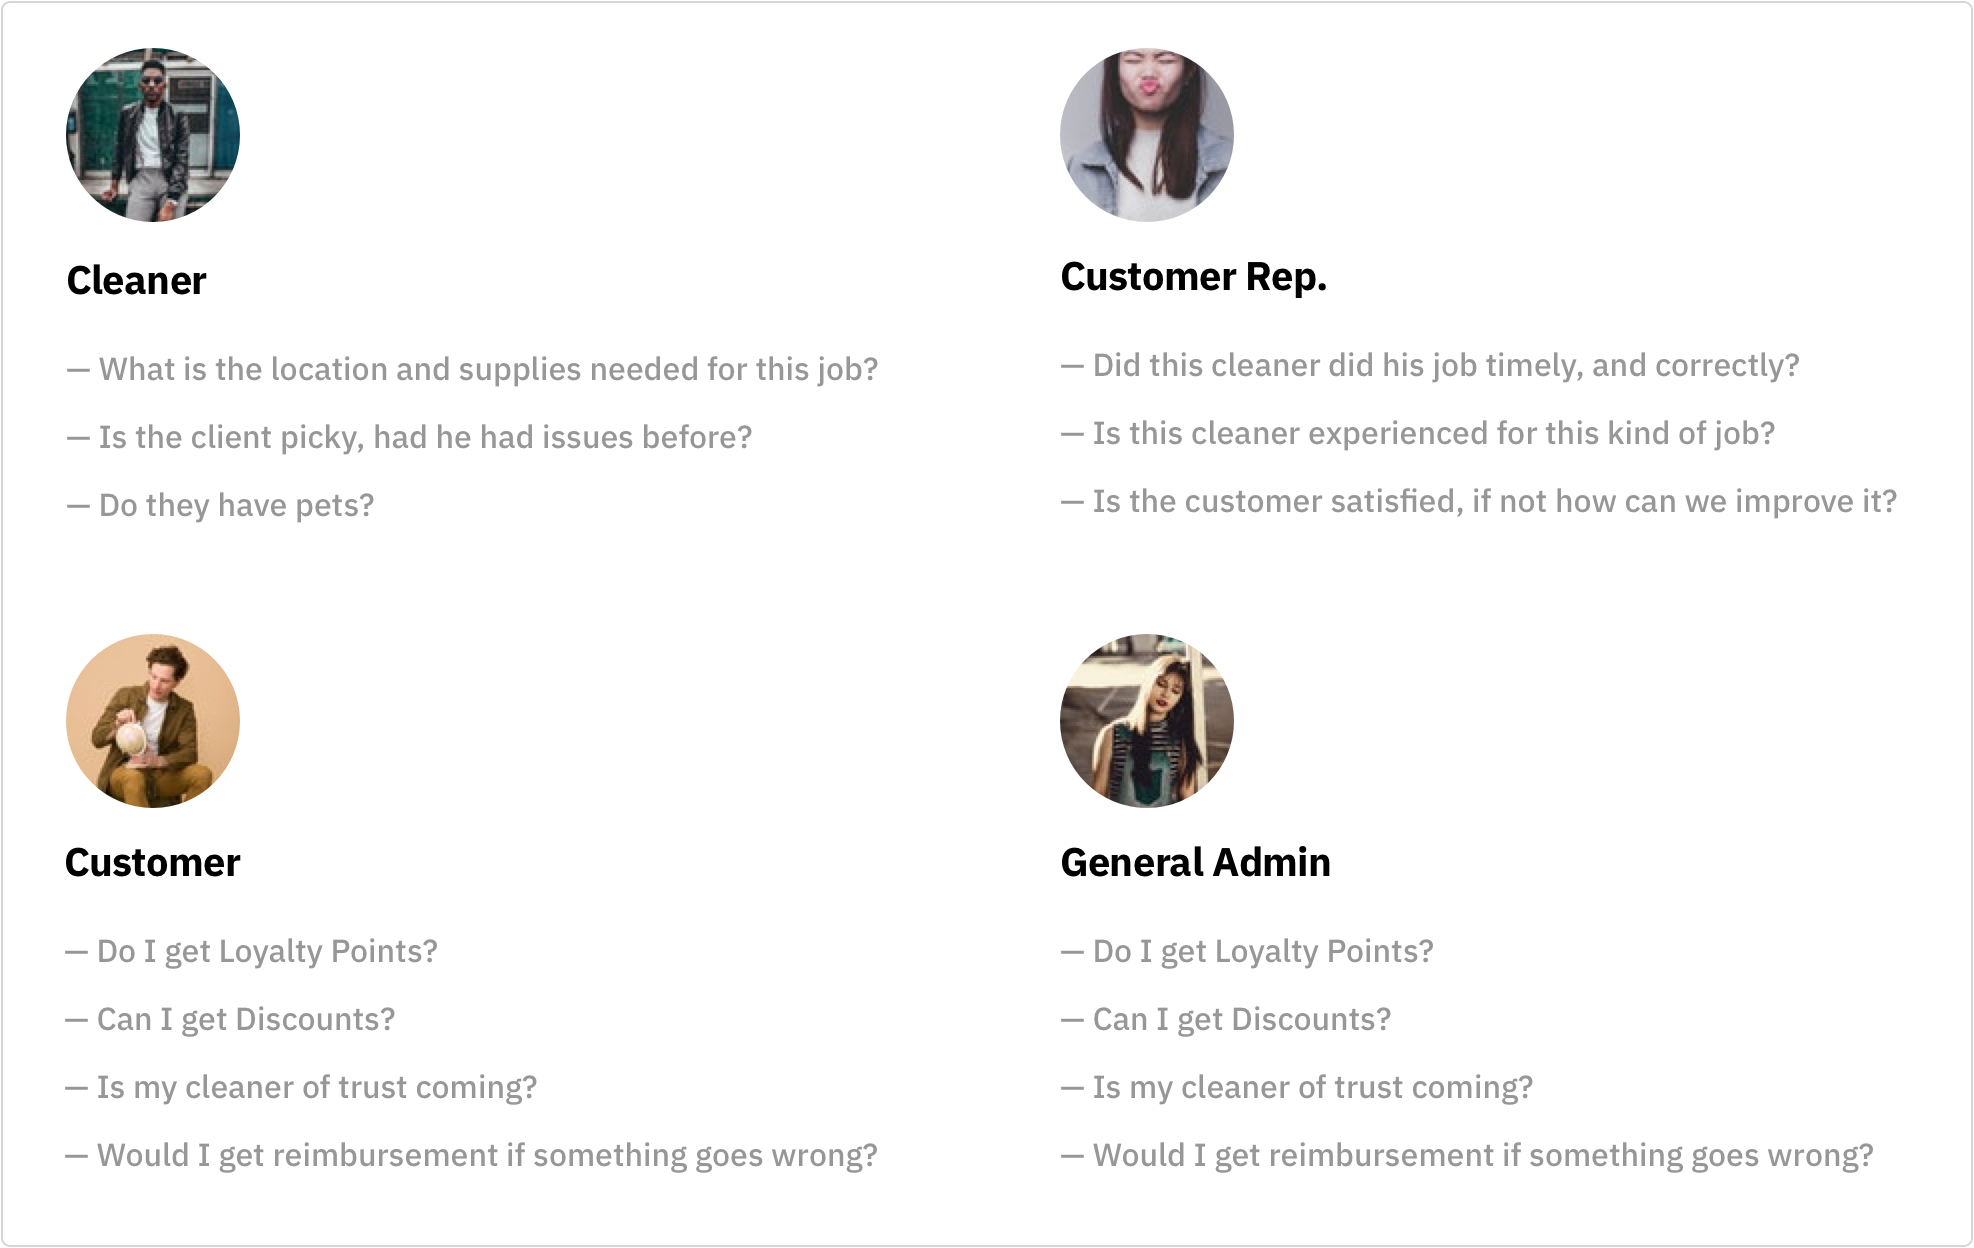 Cleaner
— What is the location and supplies needed for this job?
— Is the client picky, had he had issues before?
— Do they have pets?
Customer Rep.
— Did this cleaner did his job timely, and correctly?
— Is this cleaner experienced for this kind of job?
— Is the customer satisfied, if not how can we improve it?
Customer
— Do I get Loyalty Points?
— Can I get Discounts?
— Is my cleaner of trust coming?
— Would I get reimbursement if something goes wrong?
General Admin
— Do I get Loyalty Points?
— Can I get Discounts?
— Is my cleaner of trust coming?
— Would I get reimbursement if something goes wrong?